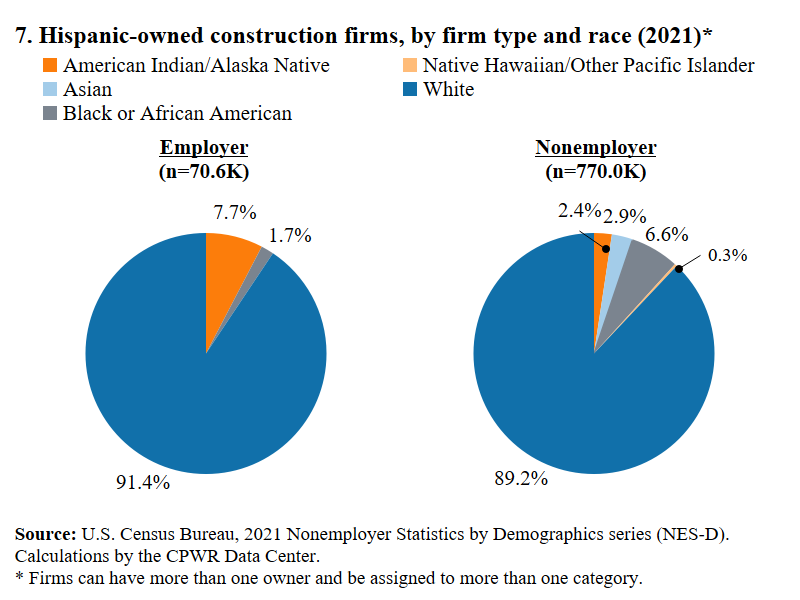 7. Hispanic-owned construction firms, by firm type and race (2021)*
American Indian/Alaska Native
Native Hawaiian/Other Pacific Islander
Asian
White
Black or African American
Employer
(n=70.6K)
Nonemployer
(n=770.0K)
7.7%
1.7%
91.4%
2.4%
2.9%
6.6%
0.3%
89.2%
Source: U.S. Census Bureau, 2021 Nonemployer Statistics by Demographics series (NES-D).
Calculations by the CPWR Data Center.
* Firms can have more than one owner and be assigned to more than one category.